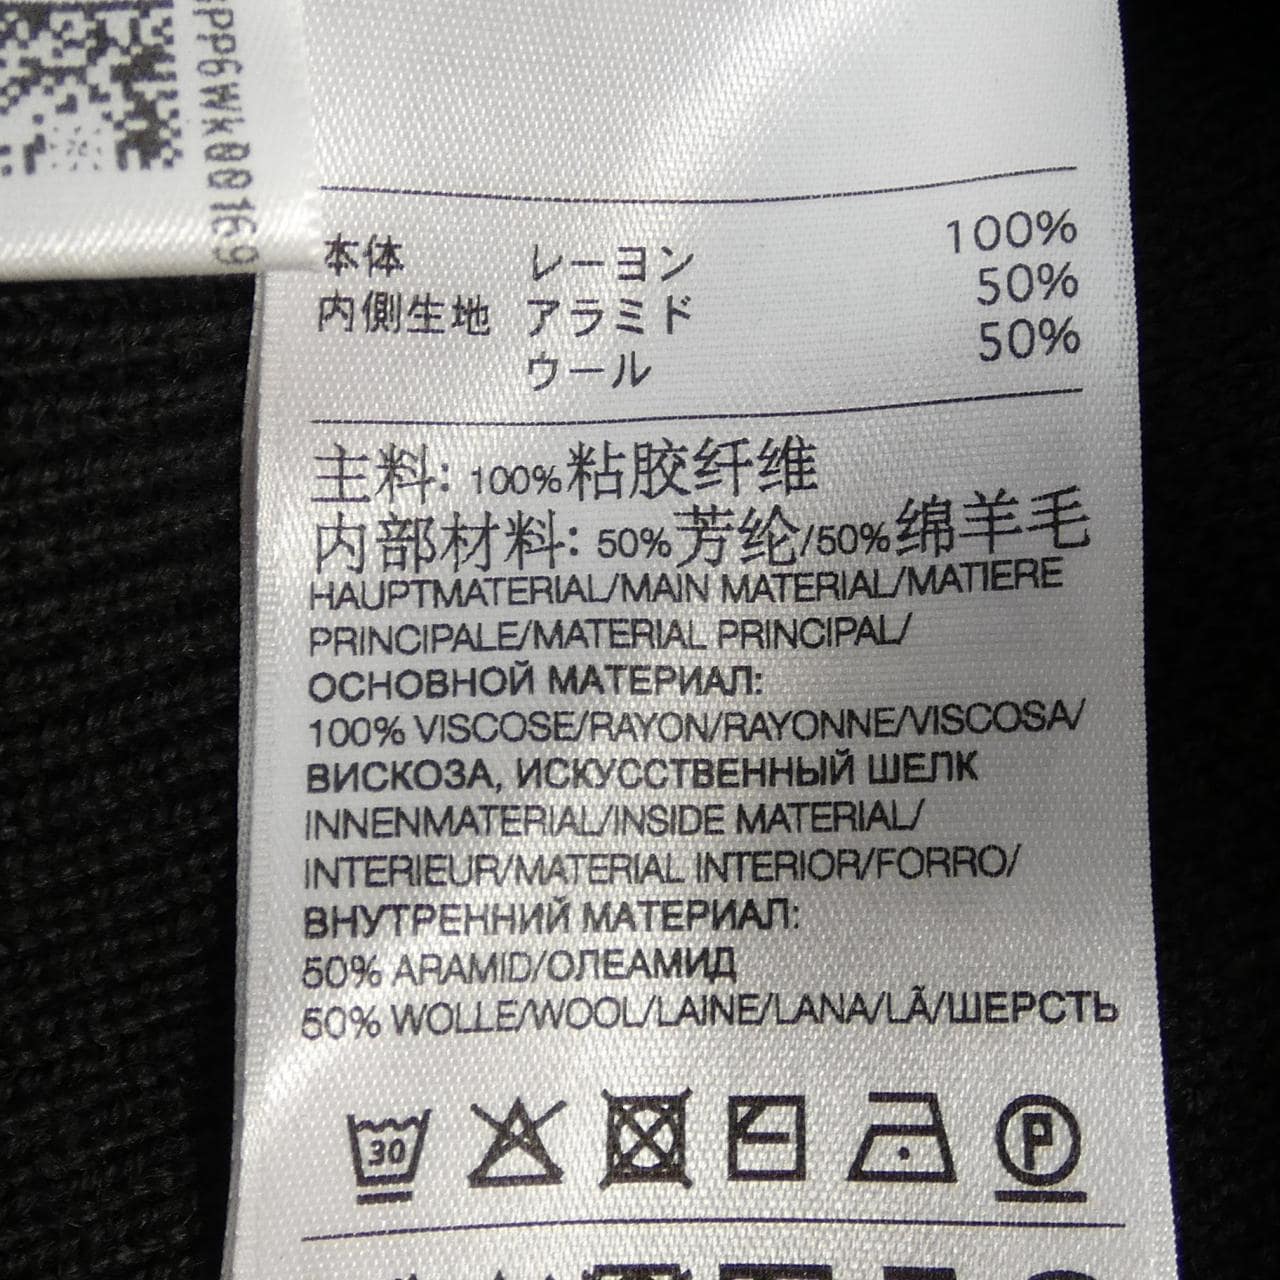 PP6WK00169
本体 レーヨン 100%
内側生地 アラミド 50%
ウール 50%
主料: 100%粘胶纤维
内部材料: 50%芳纶/50%绵羊毛
HAUPTMATERIAL/MAIN MATERIAL/MATIERE
PRINCIPALE/MATERIAL PRINCIPAL/
ОСНОВНОЙ МАТЕРИАЛ:
100% VISCOSE/RAYON/RAYONNE/VISCOSA/
ВИСКОЗА, ИСКУССТВЕННЫЙ ШЕЛК
INNENMATERIAL/INSIDE MATERIAL/
INTERIEUR/MATERIAL INTERIOR/FORRO/
ВНУТРЕННИЙ МАТЕРИАЛ:
50% ARAMID/ОЛЕАМИД
50% WOLLE/WOOL/LAINE/LANA/LÃ/ШЕРСТЬ
30 P